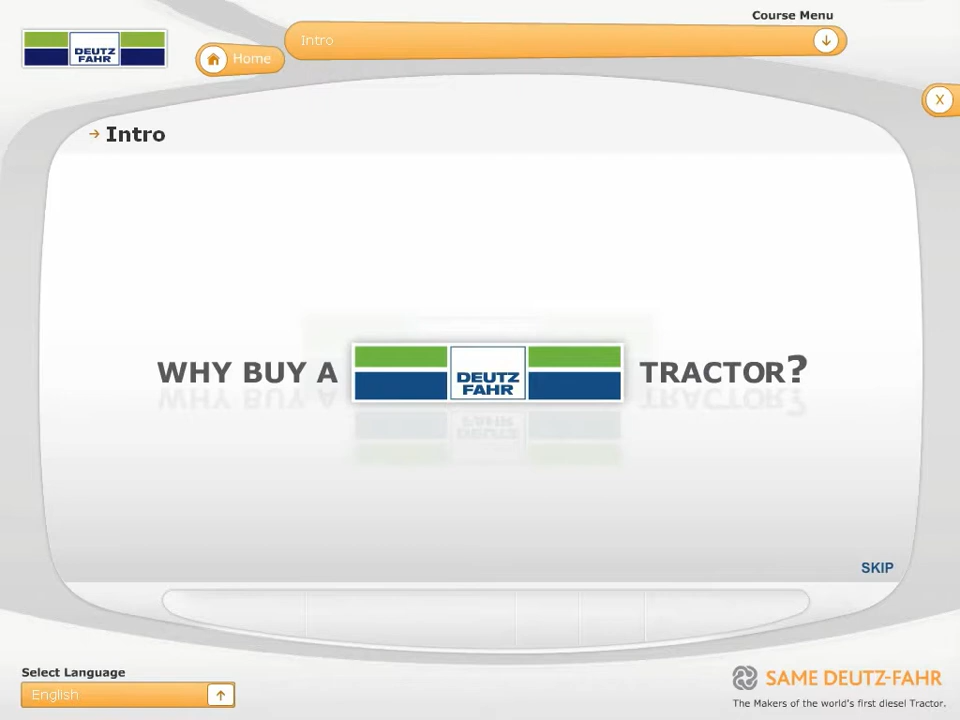 Course Menu
DEUTZ
FAHR
Home
Intro
X
Intro
WHY BUY A DEUTZ FAHR TRACTOR?
SKIP
Select Language
English
SAME DEUTZ-FAHR
The Makers of the world's first diesel Tractor.